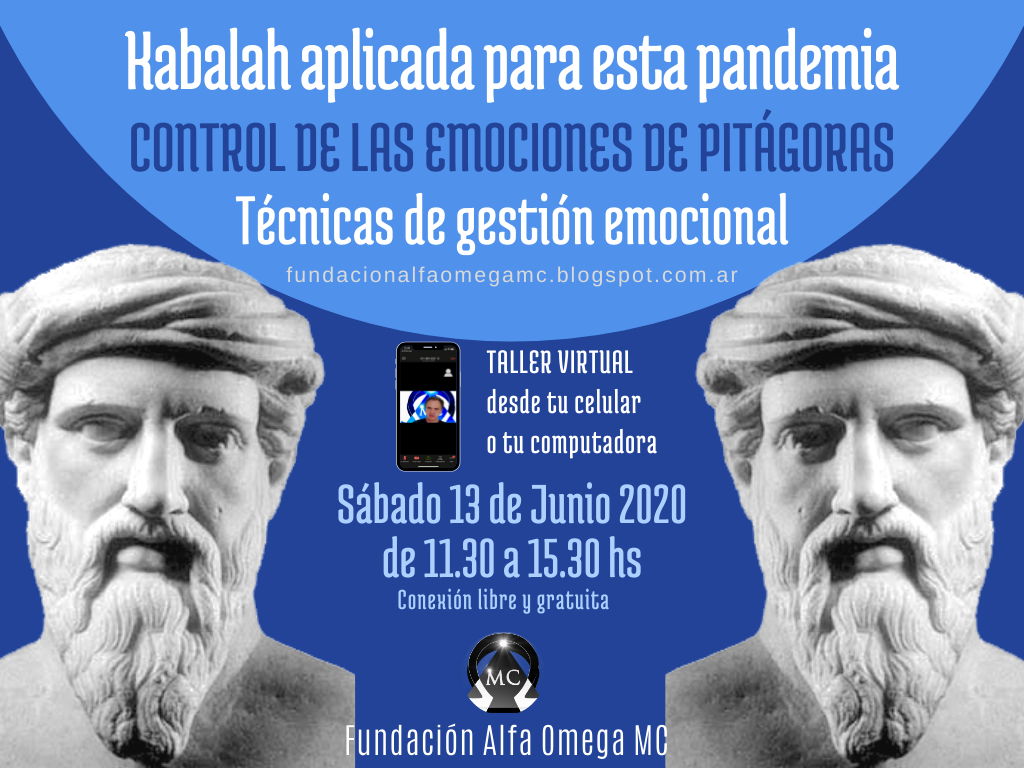 Kabalah aplicada para esta pandemia
CONTROL DE LAS EMOCIONES DE PITÁGORAS
Técnicas de gestión emocional
fundacionalfaomegamc.blogspot.com.ar
TALLER VIRTUAL
desde tu celular
o tu computadora
Sábado 13 de Junio 2020
de 11.30 a 15.30 hs
Conexión libre y gratuita
MC
Fundación Alfa Omega MC